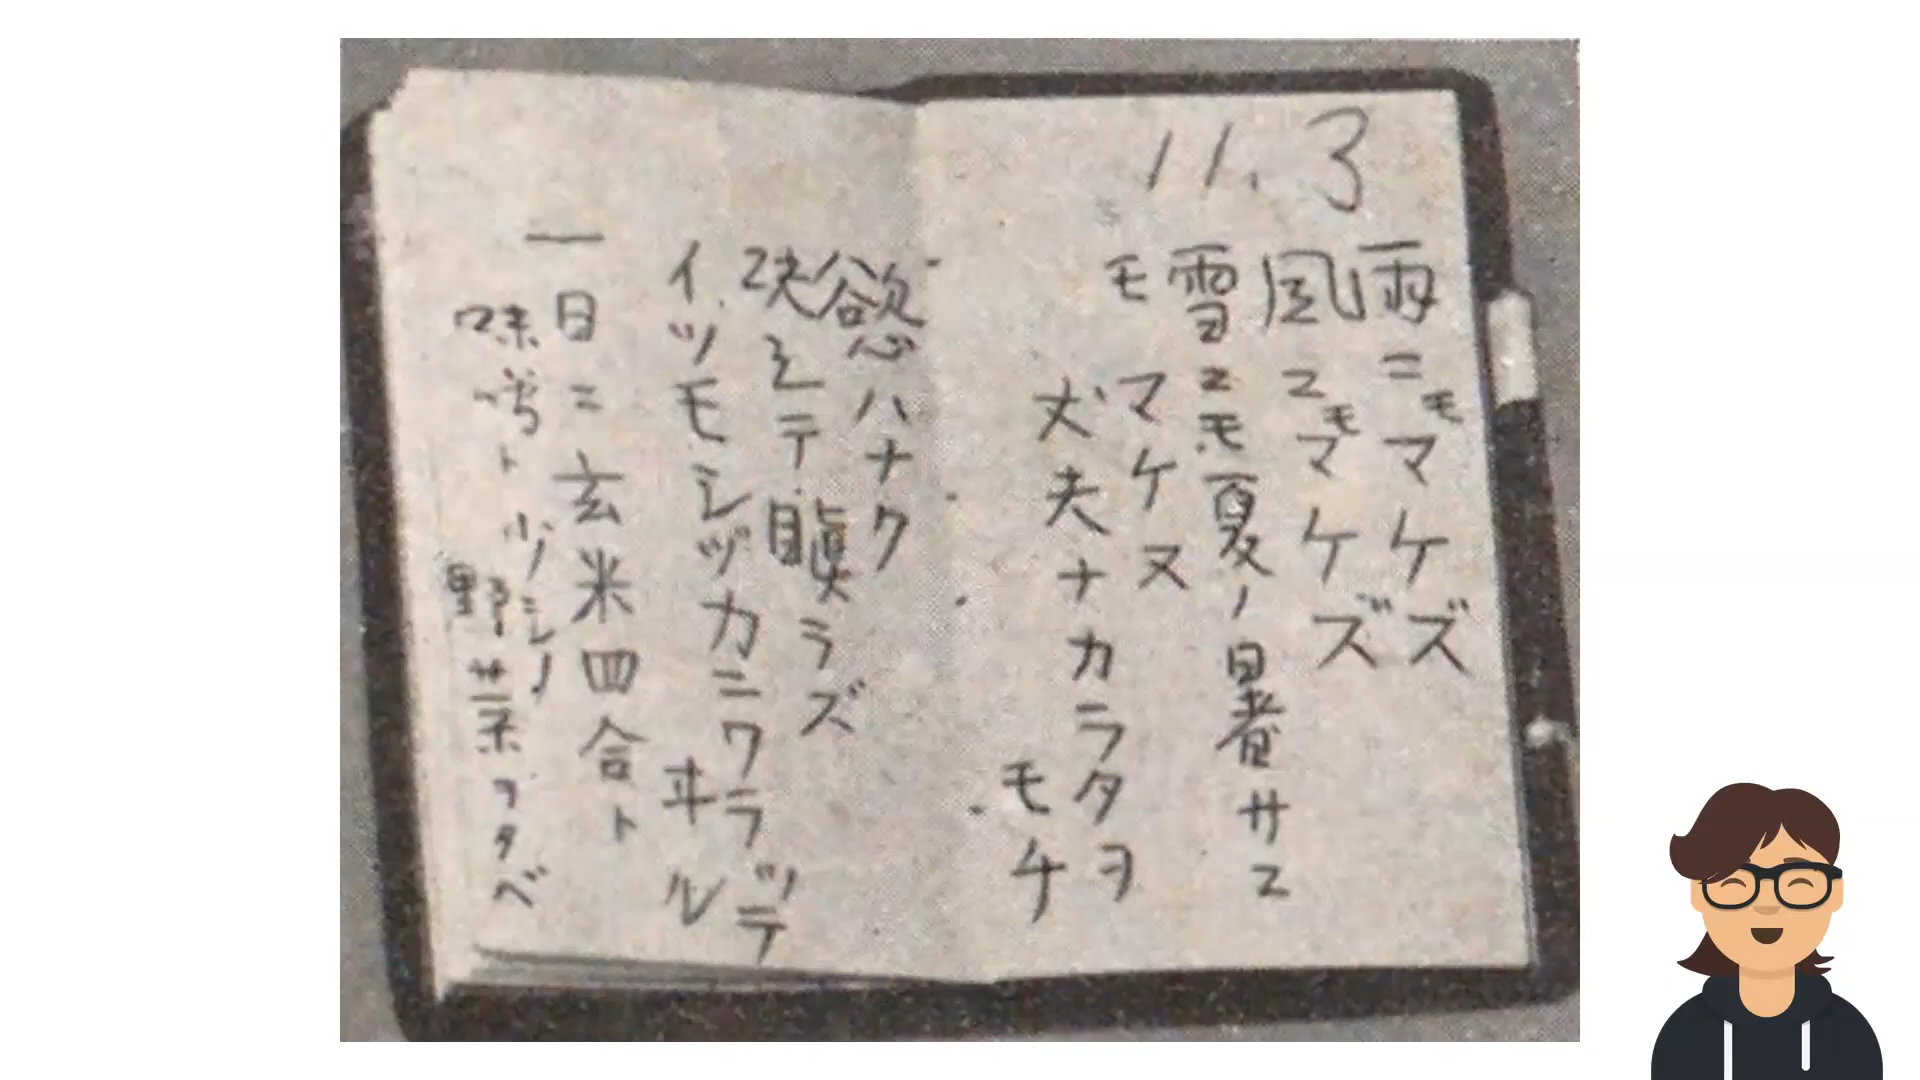 11.3
雨ニモマケズ
風ニモマケズ
雪ニモ夏ノ暑サニ
モ マケヌ
丈夫ナカラダヲ
モチ
慾ハナク
決シテ瞋ラズ
イツモシヅカニワラッテ
ヰル
一日ニ玄米四合ト
味噌ト少シノ
野菜ヲタベ